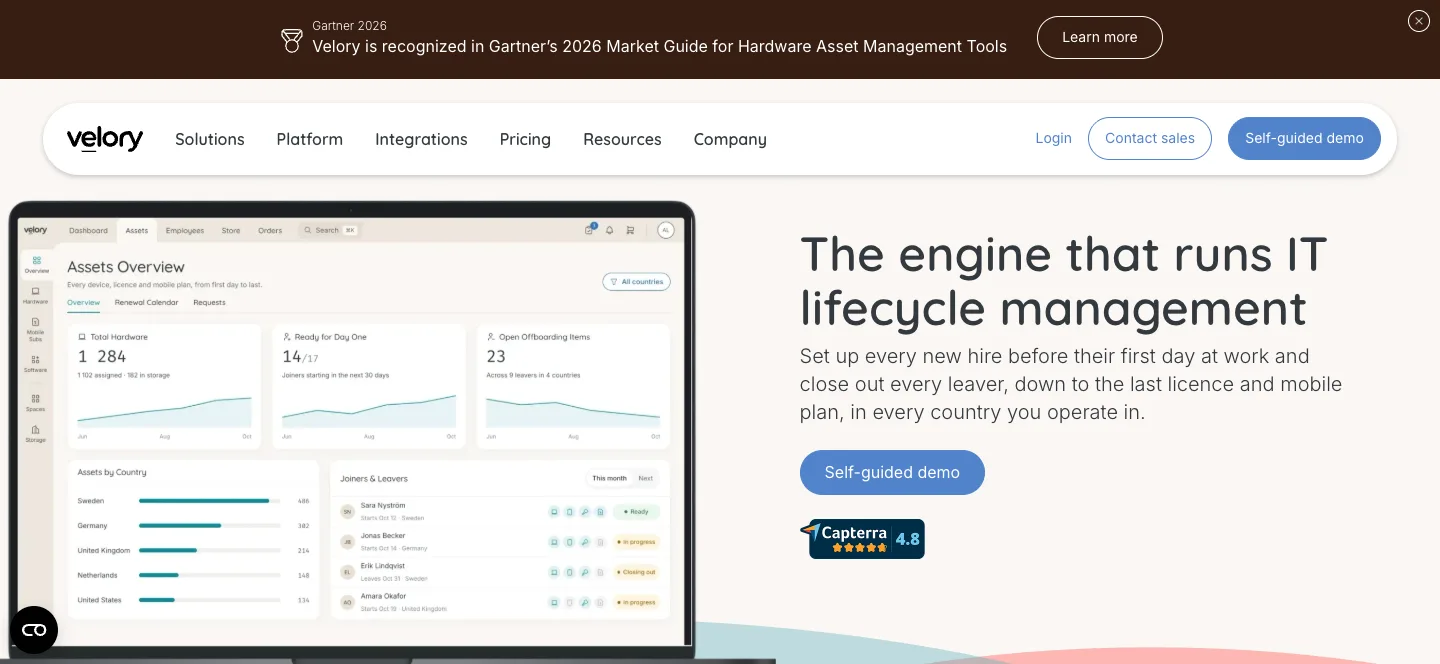 Gartner 2026
Velory is recognized in Gartner's 2026 Market Guide for Hardware Asset Management Tools
Learn more
velory
Solutions
Platform
Integrations
Pricing
Resources
Company
Login
Contact sales
Self-guided demo
velory
Dashboard
Assets
Employees
Store
Orders
Search
⌘K
1
AL
Overview
Hardware
Mobile
Subs
Software
Spaces
Storage
Assets Overview
Every device, licence and mobile plan, from first day to last.
All countries
Overview
Renewal Calendar
Requests
Total Hardware
1 284
1 102 assigned · 182 in storage
Jun
Aug
Oct
Ready for Day One
14/17
Joiners starting in the next 30 days
Jun
Aug
Oct
Open Offboarding Items
23
Across 9 leavers in 4 countries
Jun
Aug
Oct
Assets by Country
Sweden
486
Germany
302
United Kingdom
214
Netherlands
148
United States
134
Joiners & Leavers
This month
Next
SN
Sara Nyström
Starts Oct 13 · Sweden
Ready
JB
Jonas Becker
Starts Oct 14 · Germany
In progress
EL
Erik Lindqvist
Leaves Oct 31 · Sweden
Closing out
AO
Amara Okafor
Starts Oct 19 · United Kingdom
In progress
The engine that runs IT
lifecycle management
Set up every new hire before their first day at work and
close out every leaver, down to the last licence and mobile
plan, in every country you operate in.
Self-guided demo
Capterra
4.8